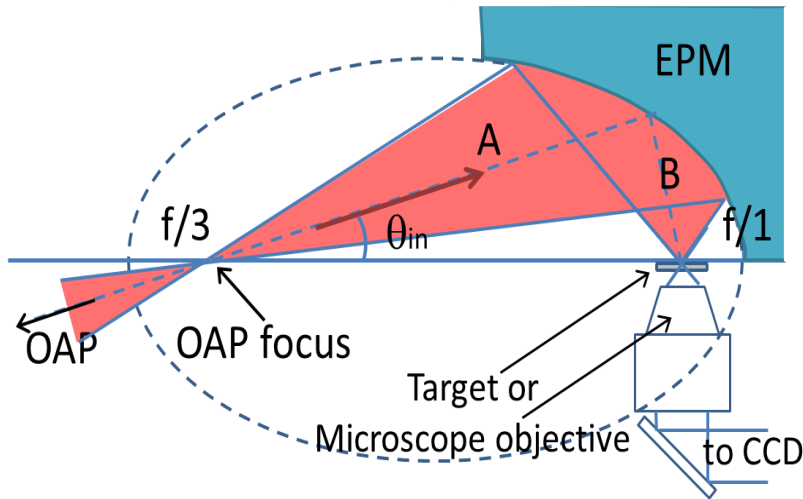 EPM
A
B
f/3
θin
f/1
OAP
OAP focus
Target or
Microscope objective
to CCD